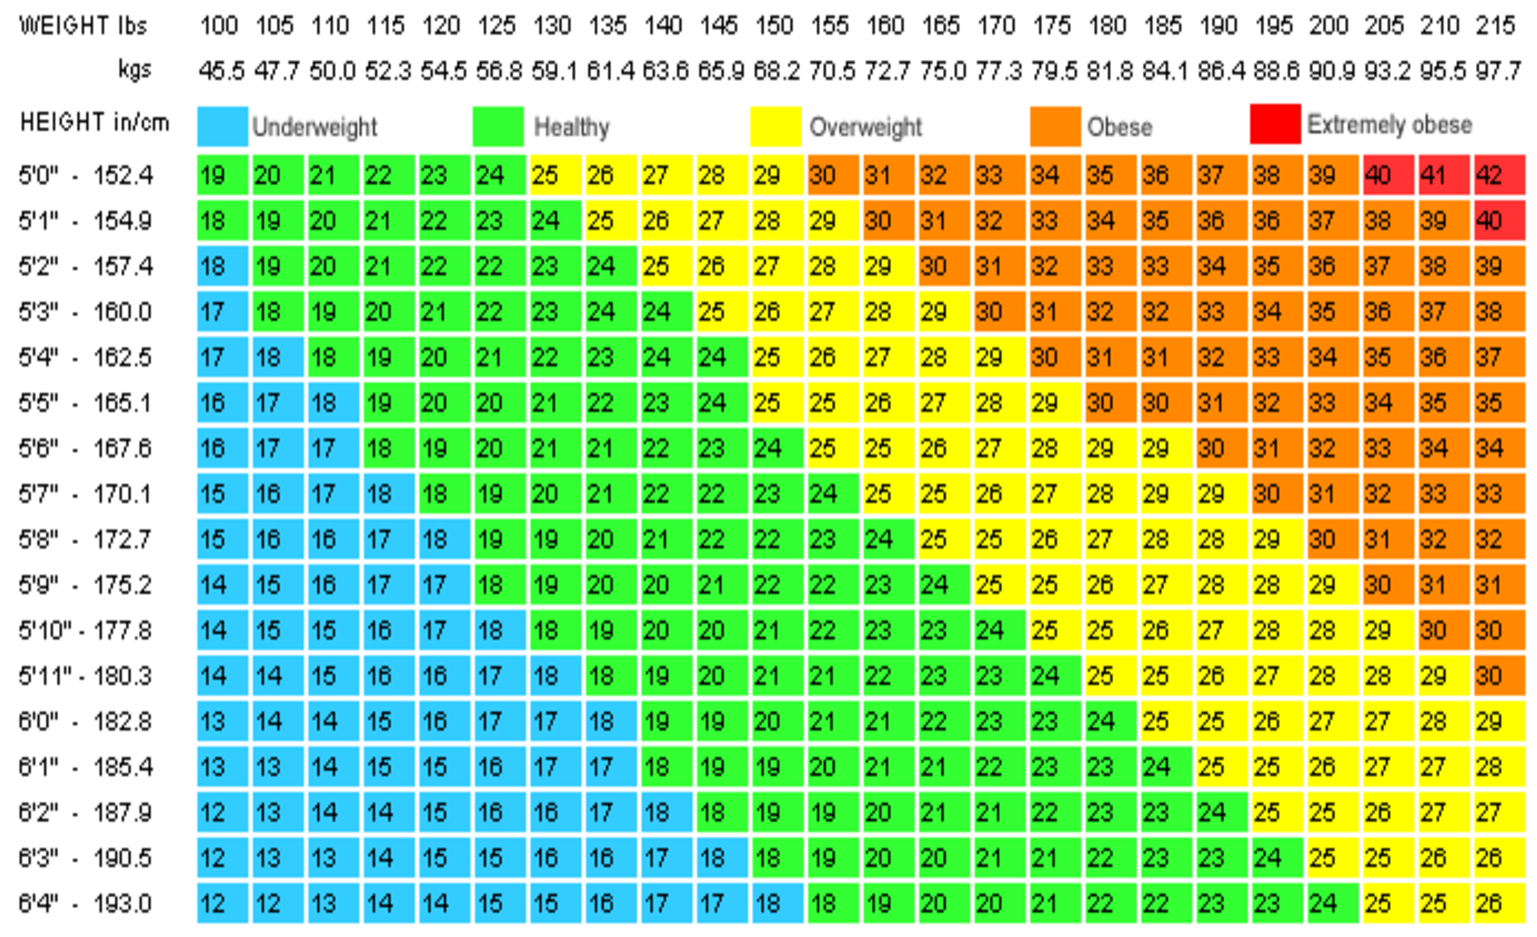 WEIGHT lbs 100 105 110 115 120 125 130 135 140 145 150 155 160 165 170 175 180 185 190 195 200 205 210 215
kgs 45.5 47.7 50.0 52.3 54.5 56.8 59.1 61.4 63.6 65.9 68.2 70.5 72.7 75.0 77.3 79.5 81.8 84.1 86.4 88.6 90.9 93.2 95.5 97.7
HEIGHT in/cm Underweight Healthy Overweight Obese Extremely obese
5'0" - 152.4 19 20 21 22 23 24 25 26 27 28 29 30 31 32 33 34 35 36 37 38 39 40 41 42
5'1" - 154.9 18 19 20 21 22 23 24 25 26 27 28 29 30 31 32 33 34 35 36 36 37 38 39 40
5'2" - 157.4 18 19 20 21 22 22 23 24 25 26 27 28 29 30 31 32 33 33 34 35 36 37 38 39
5'3" - 160.0 17 18 19 20 21 22 23 24 24 25 26 27 28 29 30 31 32 32 33 34 35 36 37 38
5'4" - 162.5 17 18 18 19 20 21 22 23 24 24 25 26 27 28 29 30 31 31 32 33 34 35 36 37
5'5" - 165.1 16 17 18 19 20 20 21 22 23 24 25 25 26 27 28 29 30 30 31 32 33 34 35 35
5'6" - 167.6 16 17 17 18 19 20 21 21 22 23 24 25 25 26 27 28 29 29 30 31 32 33 34 34
5'7" - 170.1 15 16 17 18 18 19 20 21 22 22 23 24 25 25 26 27 28 29 29 30 31 32 33 33
5'8" - 172.7 15 16 16 17 18 19 19 20 21 22 22 23 24 25 25 26 27 28 28 29 30 31 32 32
5'9" - 175.2 14 15 16 17 17 18 19 20 20 21 22 22 23 24 25 25 26 27 28 28 29 30 31 31
5'10" - 177.8 14 15 15 16 17 18 18 19 20 20 21 22 23 23 24 25 25 26 27 28 28 29 30 30
5'11" - 180.3 14 14 15 16 16 17 18 18 19 20 21 21 22 23 23 24 25 25 26 27 28 28 29 30
6'0" - 182.8 13 14 14 15 16 17 17 18 19 19 20 21 21 22 23 23 24 25 25 26 27 27 28 29
6'1" - 185.4 13 13 14 15 15 16 17 17 18 19 19 20 21 21 22 23 23 24 25 25 26 27 27 28
6'2" - 187.9 12 13 14 14 15 16 16 17 18 18 19 19 20 21 21 22 23 23 24 25 25 26 27 27
6'3" - 190.5 12 13 13 14 15 15 16 16 17 18 18 19 20 20 21 21 22 23 23 24 25 25 26 26
6'4" - 193.0 12 12 13 14 14 15 15 16 17 17 18 18 19 20 20 21 22 22 23 23 24 25 25 26